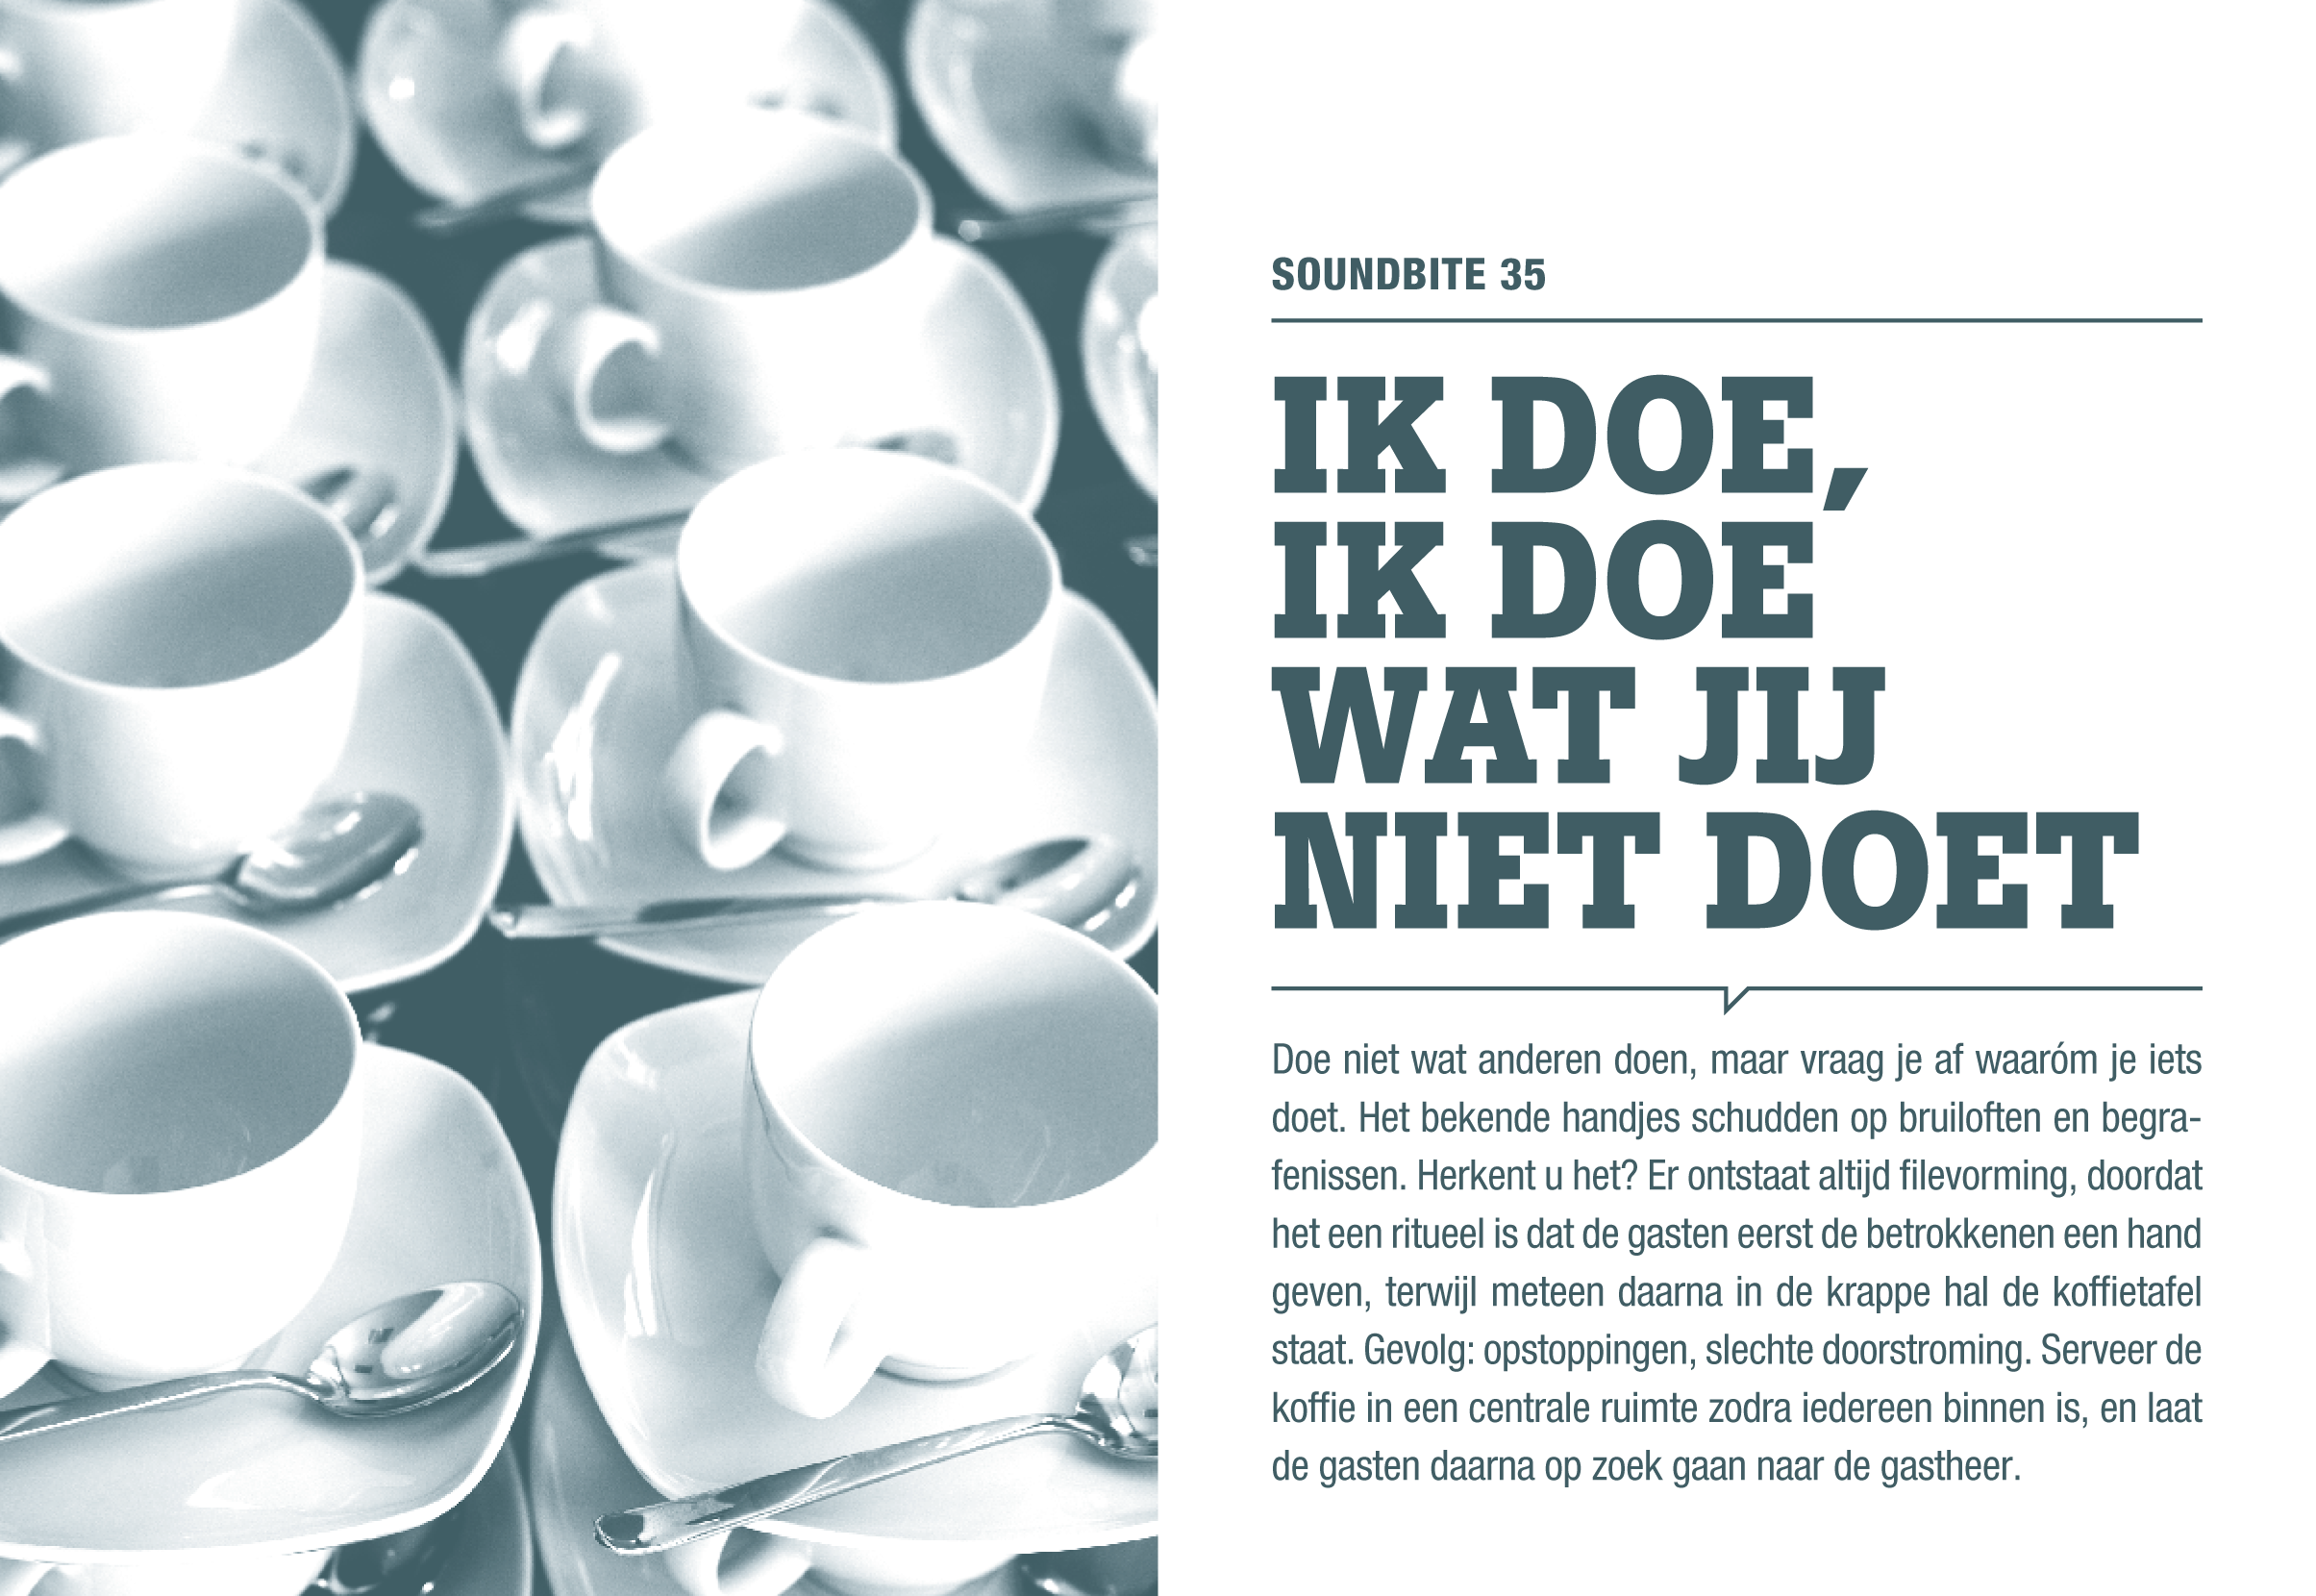 SOUNDBITE 35
IK DOE,
IK DOE
WAT JIJ
NIET DOET
Doe niet wat anderen doen, maar vraag je af waaróm je iets
doet. Het bekende handjes schudden op bruiloften en begra-
fenissen. Herkent u het? Er ontstaat altijd filevorming, doordat
het een ritueel is dat de gasten eerst de betrokkenen een hand
geven, terwijl meteen daarna in de krappe hal de koffietafel
staat. Gevolg: opstoppingen, slechte doorstroming. Serveer de
koffie in een centrale ruimte zodra iedereen binnen is, en laat
de gasten daarna op zoek gaan naar de gastheer.